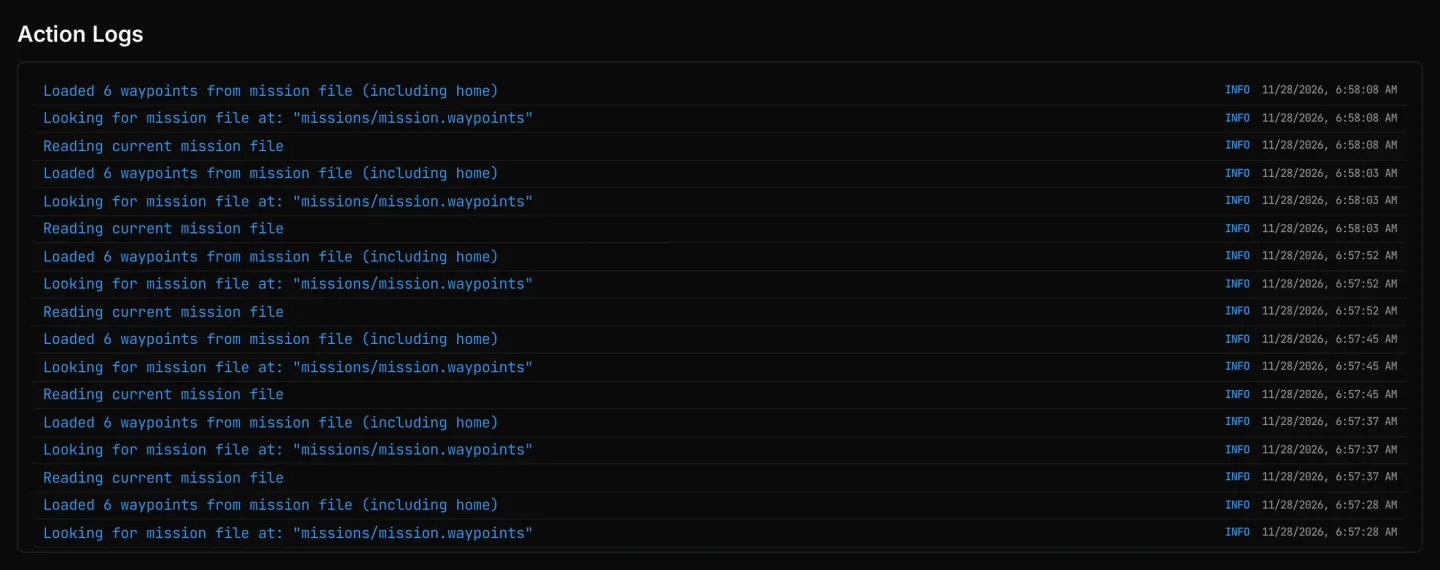 Action Logs
Loaded 6 waypoints from mission file (including home) INFO 11/28/2026, 6:58:08 AM
Looking for mission file at: "missions/mission.waypoints" INFO 11/28/2026, 6:58:08 AM
Reading current mission file INFO 11/28/2026, 6:58:08 AM
Loaded 6 waypoints from mission file (including home) INFO 11/28/2026, 6:58:03 AM
Looking for mission file at: "missions/mission.waypoints" INFO 11/28/2026, 6:58:03 AM
Reading current mission file INFO 11/28/2026, 6:58:03 AM
Loaded 6 waypoints from mission file (including home) INFO 11/28/2026, 6:57:52 AM
Looking for mission file at: "missions/mission.waypoints" INFO 11/28/2026, 6:57:52 AM
Reading current mission file INFO 11/28/2026, 6:57:52 AM
Loaded 6 waypoints from mission file (including home) INFO 11/28/2026, 6:57:45 AM
Looking for mission file at: "missions/mission.waypoints" INFO 11/28/2026, 6:57:45 AM
Reading current mission file INFO 11/28/2026, 6:57:45 AM
Loaded 6 waypoints from mission file (including home) INFO 11/28/2026, 6:57:37 AM
Looking for mission file at: "missions/mission.waypoints" INFO 11/28/2026, 6:57:37 AM
Reading current mission file INFO 11/28/2026, 6:57:37 AM
Loaded 6 waypoints from mission file (including home) INFO 11/28/2026, 6:57:28 AM
Looking for mission file at: "missions/mission.waypoints" INFO 11/28/2026, 6:57:28 AM